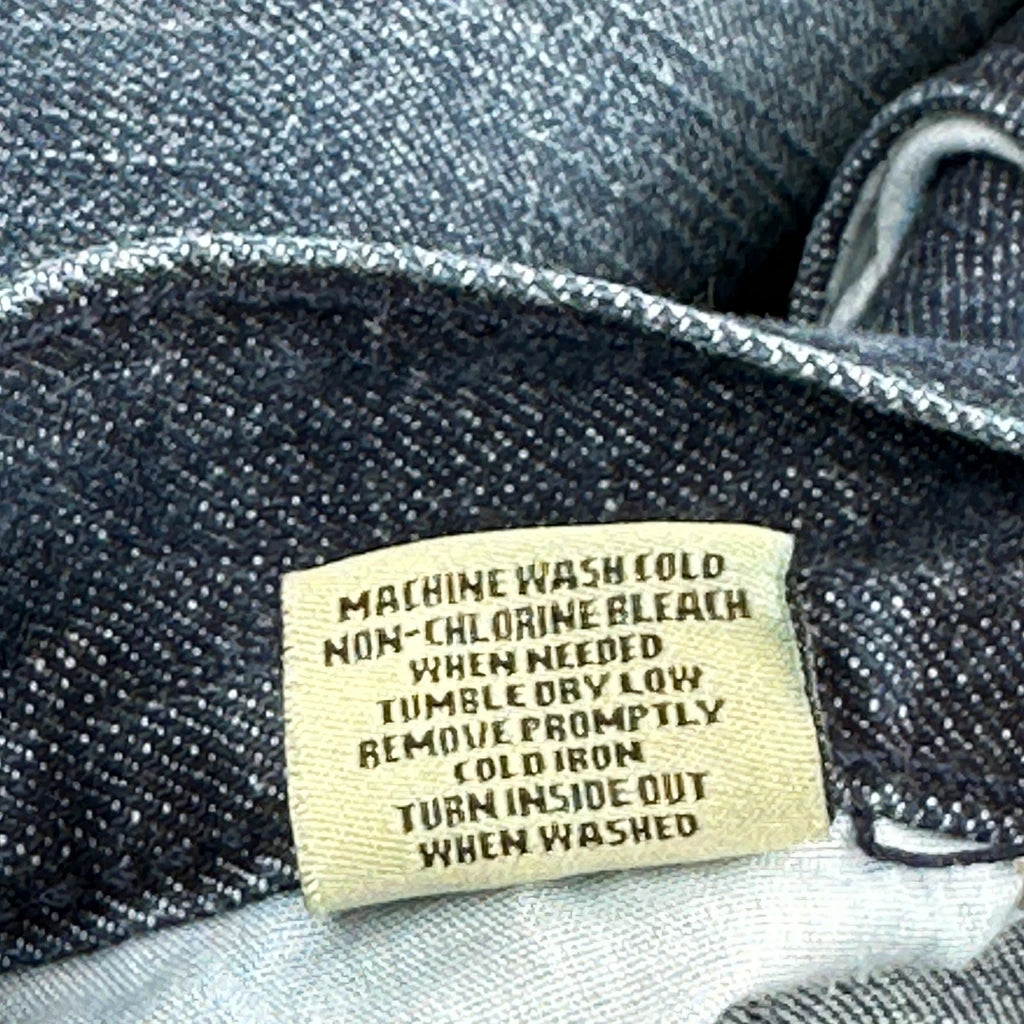 MACHINE WASH COLD
NON-CHLORINE BLEACH
WHEN NEEDED
TUMBLE DRY LOW
REMOVE PROMPTLY
COLD IRON
TURN INSIDE OUT
WHEN WASHED